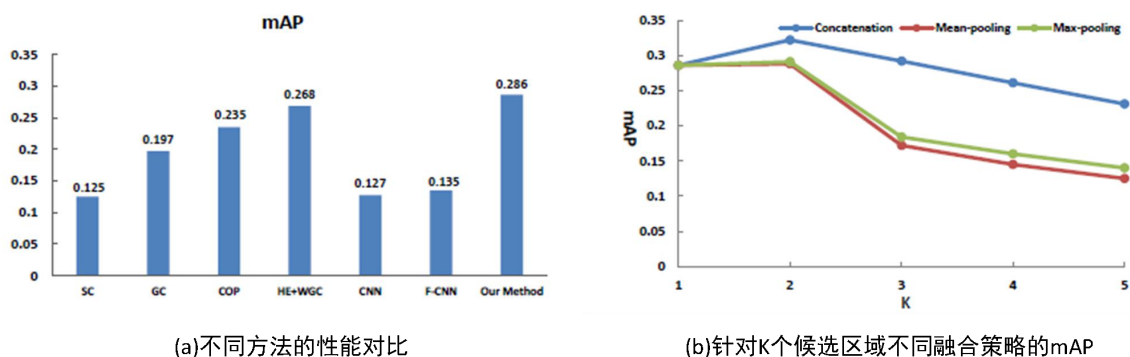 mAP
0.35
0.3
0.25
0.2
0.15
0.1
0.05
0
0.125
0.197
0.235
0.268
0.127
0.135
0.286
SC GC COP HE+WGC CNN F-CNN Our Method
(a)不同方法的性能对比
0.35
0.3
0.25
0.2
0.15
0.1
0.05
0
mAP
Concatenation Mean-pooling Max-pooling
1 2 3 4 5
K
(b)针对K个候选区域不同融合策略的mAP